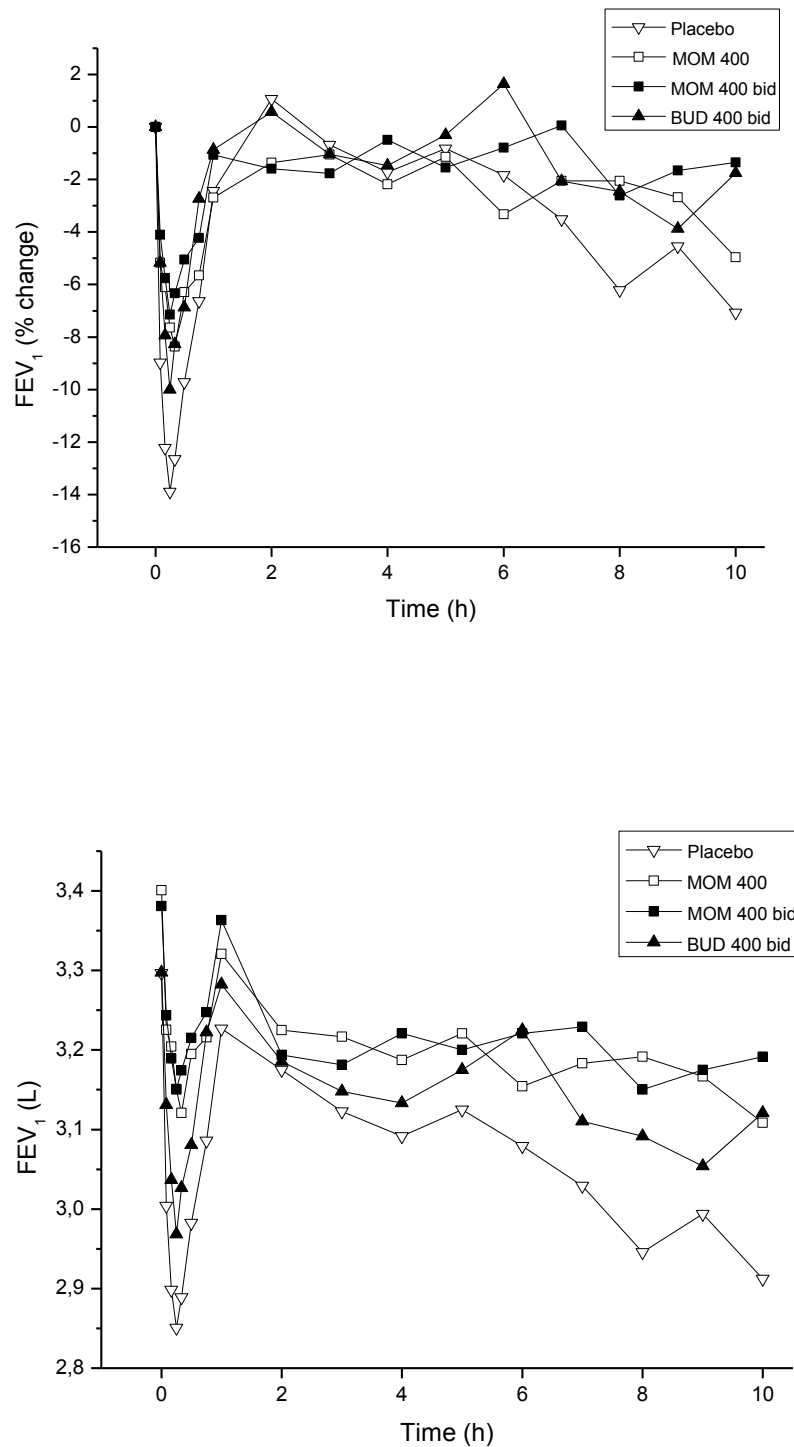 Placebo
MOM 400
MOM 400 bid
BUD 400 bid
2
0
-2
-4
-6
-8
-10
-12
-14
-16
FEV1 (% change)
0 2 4 6 8 10
Time (h)
Placebo
MOM 400
MOM 400 bid
BUD 400 bid
3,4
3,3
3,2
3,1
3,0
2,9
2,8
FEV1 (L)
0 2 4 6 8 10
Time (h)